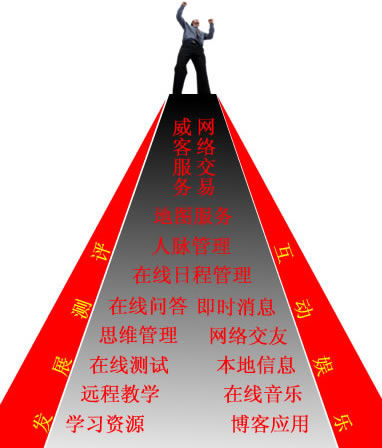 威客服务
网络交易
地图服务
人脉管理
在线日程管理
在线问答 即时消息
思维管理 网络交友
在线测试 本地信息
远程教学 在线音乐
学习资源 博客应用
发展测评
互动娱乐